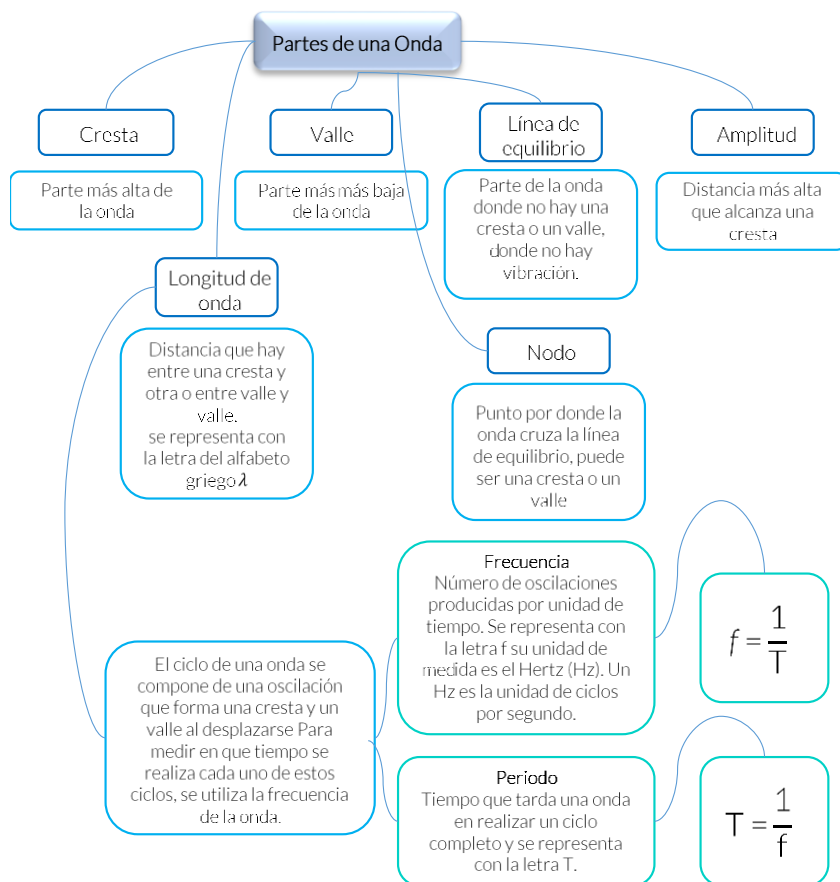 Partes de una Onda
Cresta
Parte más alta de
la onda
Valle
Parte más más baja
de la onda
Línea de
equilibrio
Parte de la onda
donde no hay una
cresta o un valle,
donde no hay
vibración.
Amplitud
Distancia más alta
que alcanza una
cresta
Longitud de
onda
Distancia que hay
entre una cresta y
otra o entre valle y
valle.
se representa con
la letra del alfabeto
griego λ
Nodo
Punto por donde la
onda cruza la línea
de equilibrio, puede
ser una cresta o un
valle
El ciclo de una onda se
compone de una oscilación
que forma una cresta y un
valle al desplazarse Para
medir en que tiempo se
realiza cada uno de estos
ciclos, se utiliza la frecuencia
de la onda.
Frecuencia
Número de oscilaciones
producidas por unidad de
tiempo. Se representa con
la letra f su unidad de
medida es el Hertz (Hz). Un
Hz es la unidad de ciclos
por segundo.
f = 1/T
Periodo
Tiempo que tarda una onda
en realizar un ciclo
completo y se representa
con la letra T.
T = 1/f